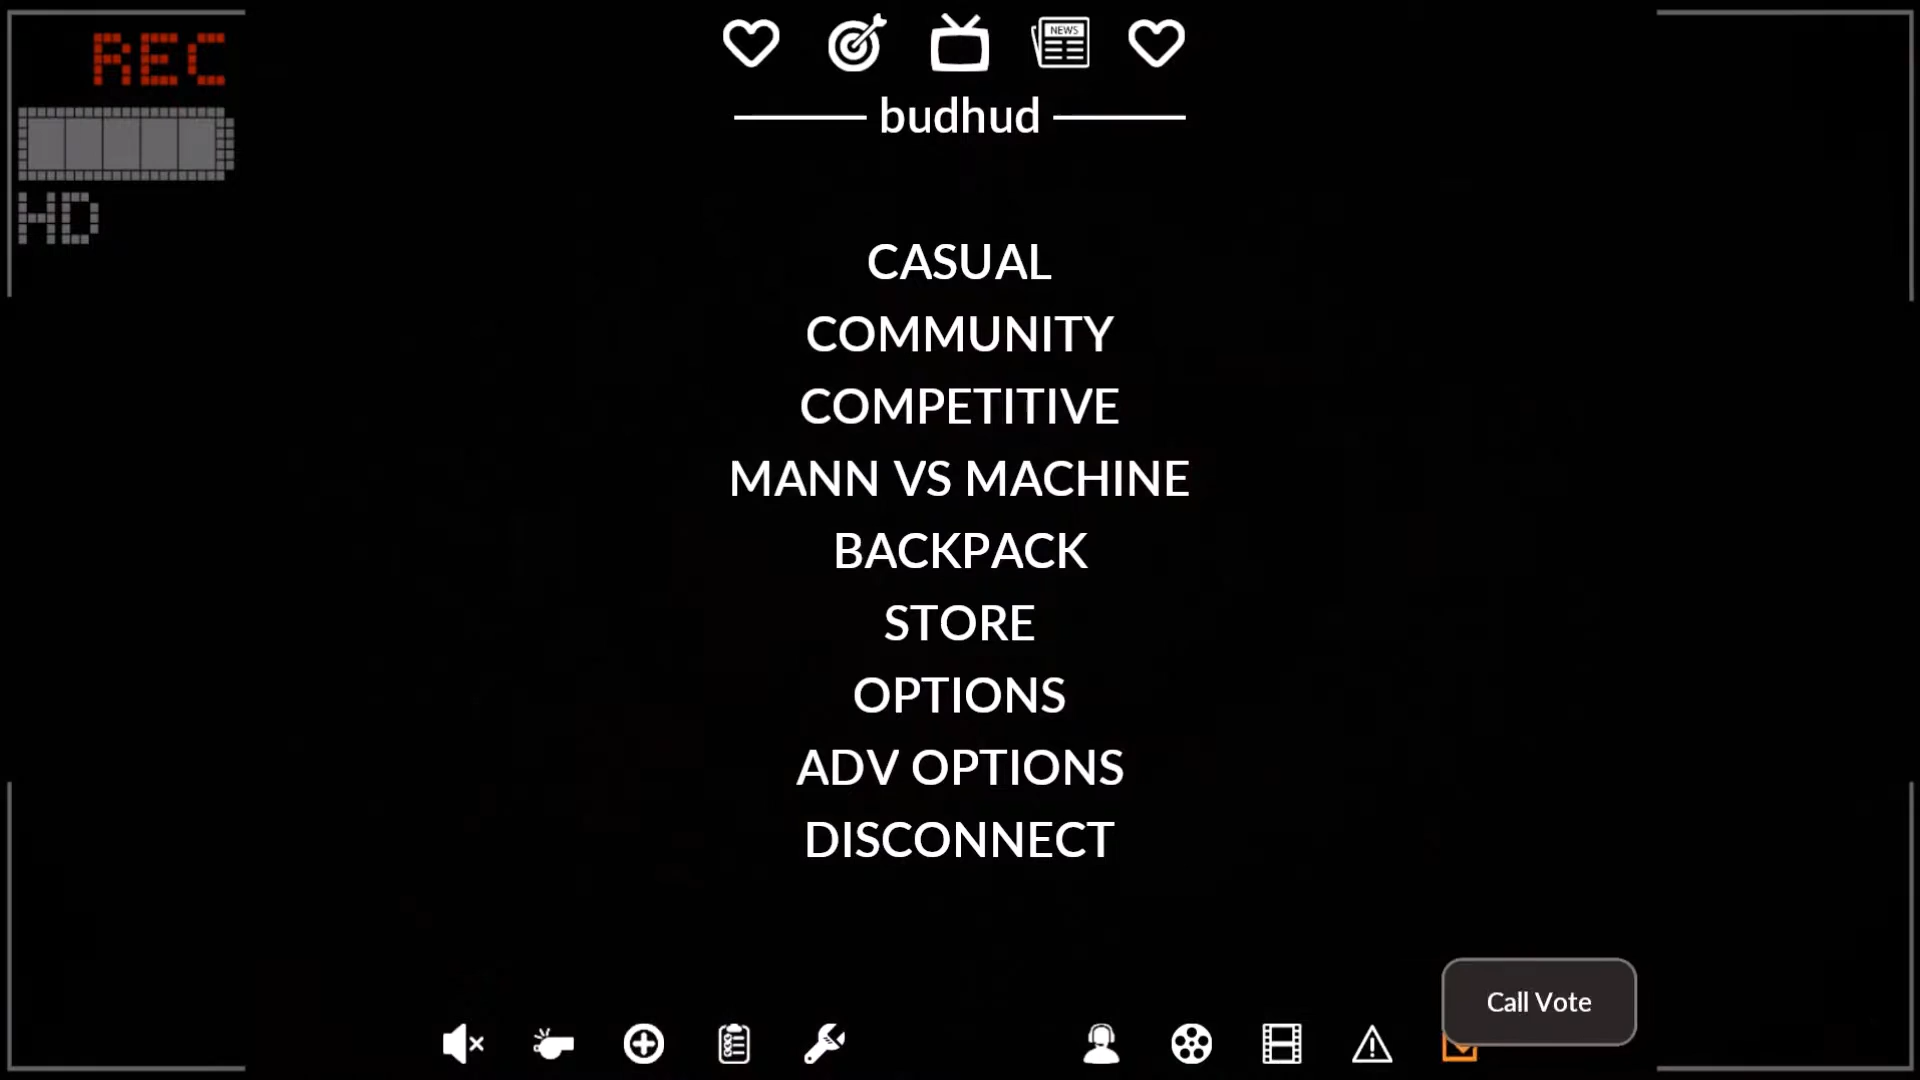 REC
HD
NEWS
budhud
CASUAL
COMMUNITY
COMPETITIVE
MANN VS MACHINE
BACKPACK
STORE
OPTIONS
ADV OPTIONS
DISCONNECT
Call Vote